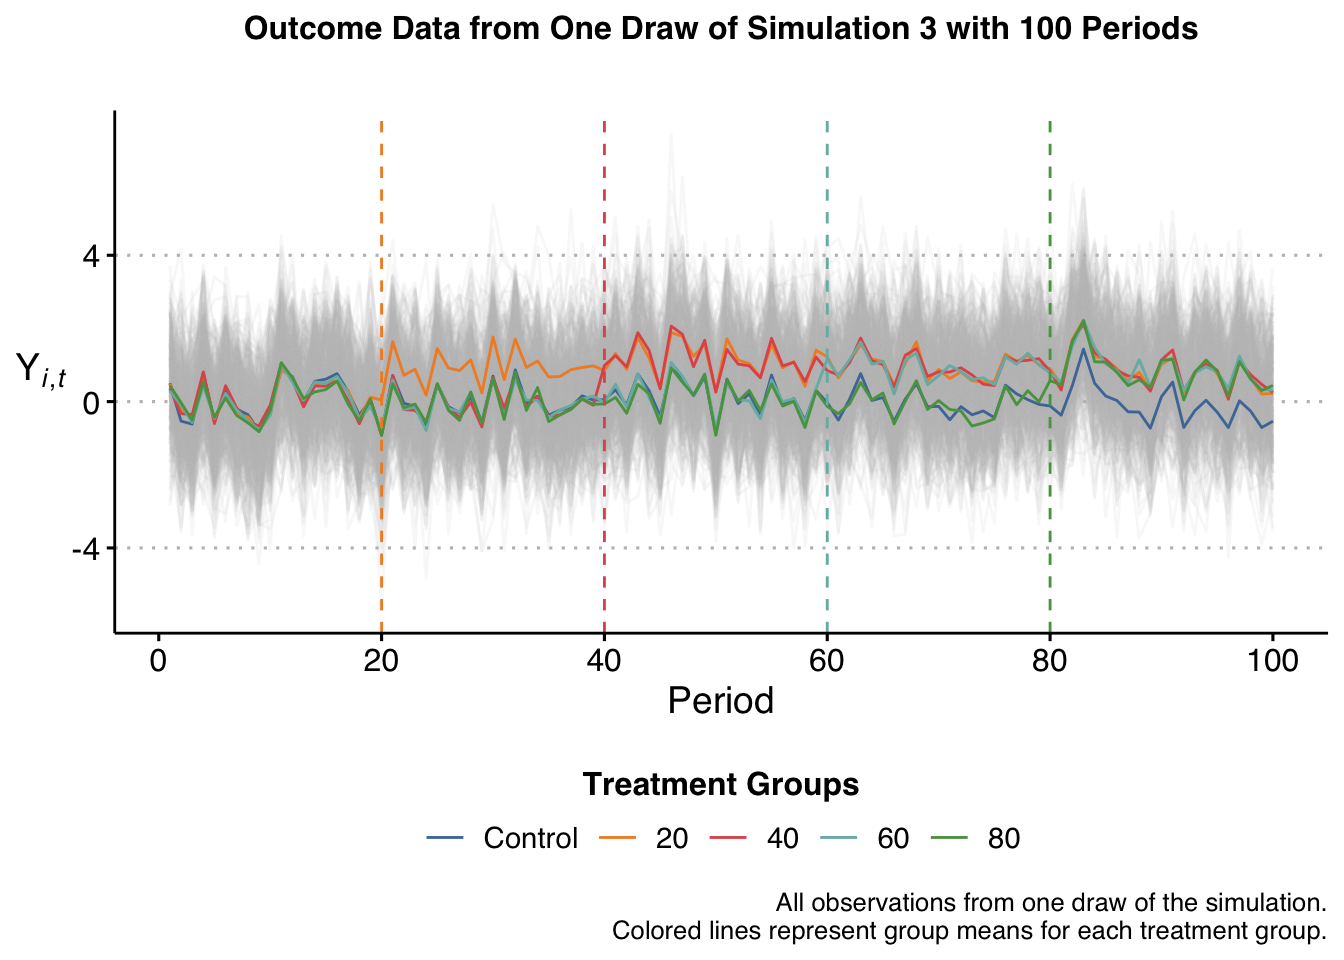 Outcome Data from One Draw of Simulation 3 with 100 Periods
4
0
-4
Y i,t
0 20 40 60 80 100
Period
Treatment Groups
Control 20 40 60 80
All observations from one draw of the simulation.
Colored lines represent group means for each treatment group.